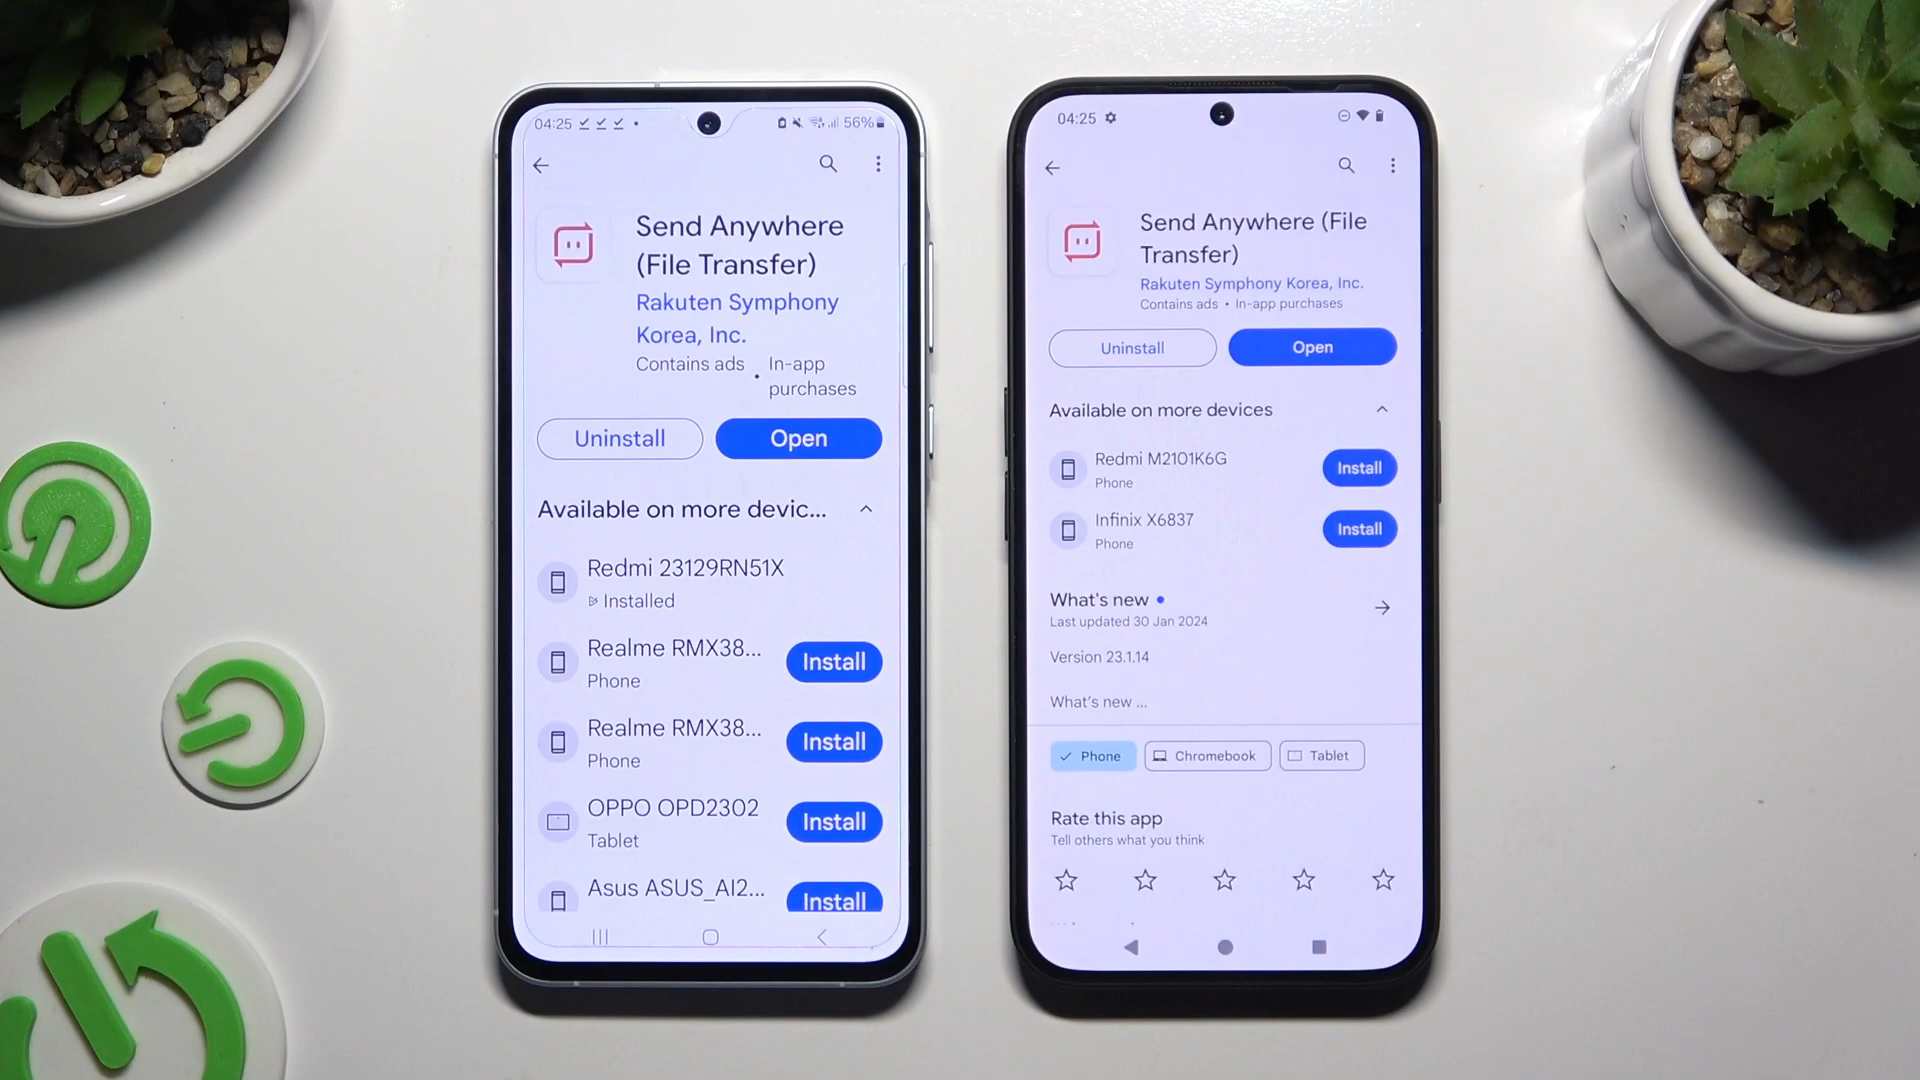 04:25
56%
Send Anywhere
(File Transfer)
Rakuten Symphony
Korea, Inc.
Contains ads • In-app
purchases
Uninstall
Open
Available on more devic...
Redmi 23129RN51X
Installed
Realme RMX38...
Install
Phone
Realme RMX38...
Install
Phone
OPPO OPD2302
Install
Tablet
Asus ASUS_AI2...
Install
04:25
Send Anywhere (File
Transfer)
Rakuten Symphony Korea, Inc.
Contains ads • In-app purchases
Uninstall
Open
Available on more devices
Redmi M2101K6G
Install
Phone
Infinix X6837
Install
Phone
What's new •
Last updated 30 Jan 2024
Version 23.1.14
What's new ...
Phone
Chromebook
Tablet
Rate this app
Tell others what you think